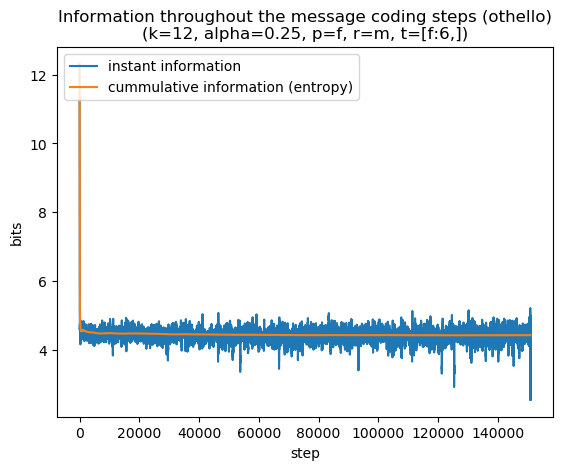 Information throughout the message coding steps (othello)
(k=12, alpha=0.25, p=f, r=m, t=[f:6,])
instant information
cummulative information (entropy)
12
10
8
6
4
bits
0 20000 40000 60000 80000 100000 120000 140000
step